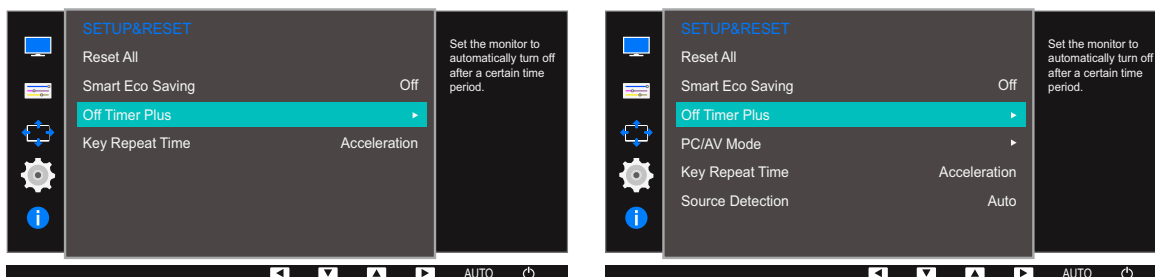 SETUP&RESET
Reset All
Smart Eco Saving Off
Off Timer Plus
Key Repeat Time Acceleration
Set the monitor to
automatically turn off
after a certain time
period.
AUTO
SETUP&RESET
Reset All
Smart Eco Saving Off
Off Timer Plus
PC/AV Mode
Key Repeat Time Acceleration
Source Detection Auto
Set the monitor to
automatically turn off
after a certain time
period.
AUTO